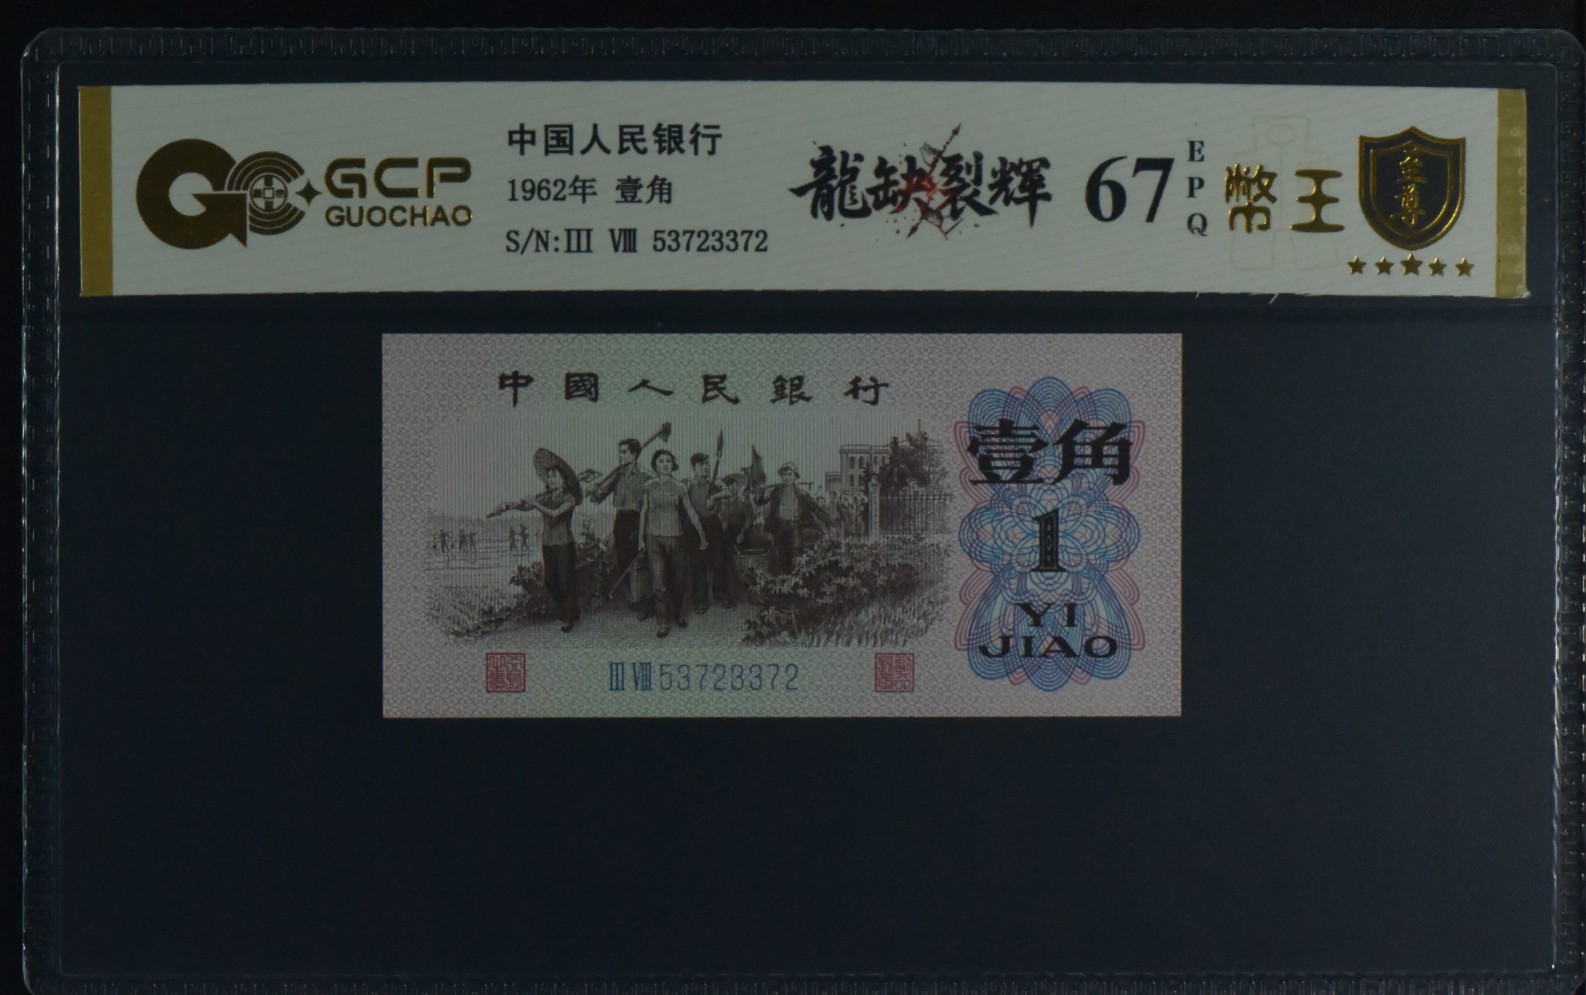 GCP
GUOCHAO
中国人民银行
1962年 壹角
S/N:III VIII 53723372
龍缺裂輝
67
EPQ
幣王
至尊
中國人民銀行
壹角
1
YI
JIAO
III VIII 53723372